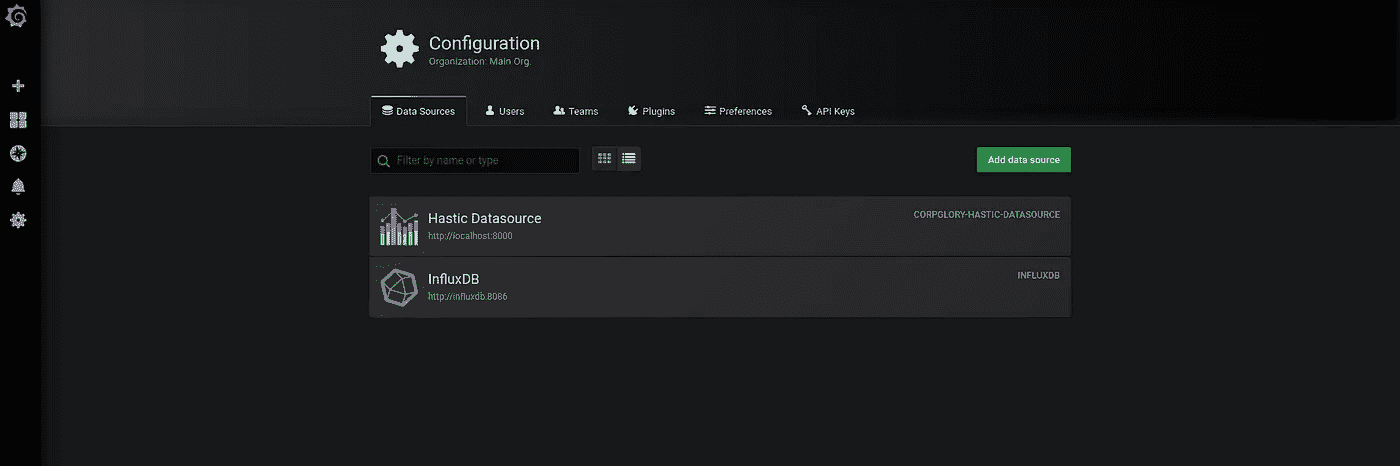 Configuration
Organization: Main Org.
Data Sources
Users
Teams
Plugins
Preferences
API Keys
Filter by name or type
Add data source
Hastic Datasource
CORPGLORY-HASTIC-DATASOURCE
http://localhost:8000
InfluxDB
INFLUXDB
http://influxdb:8086